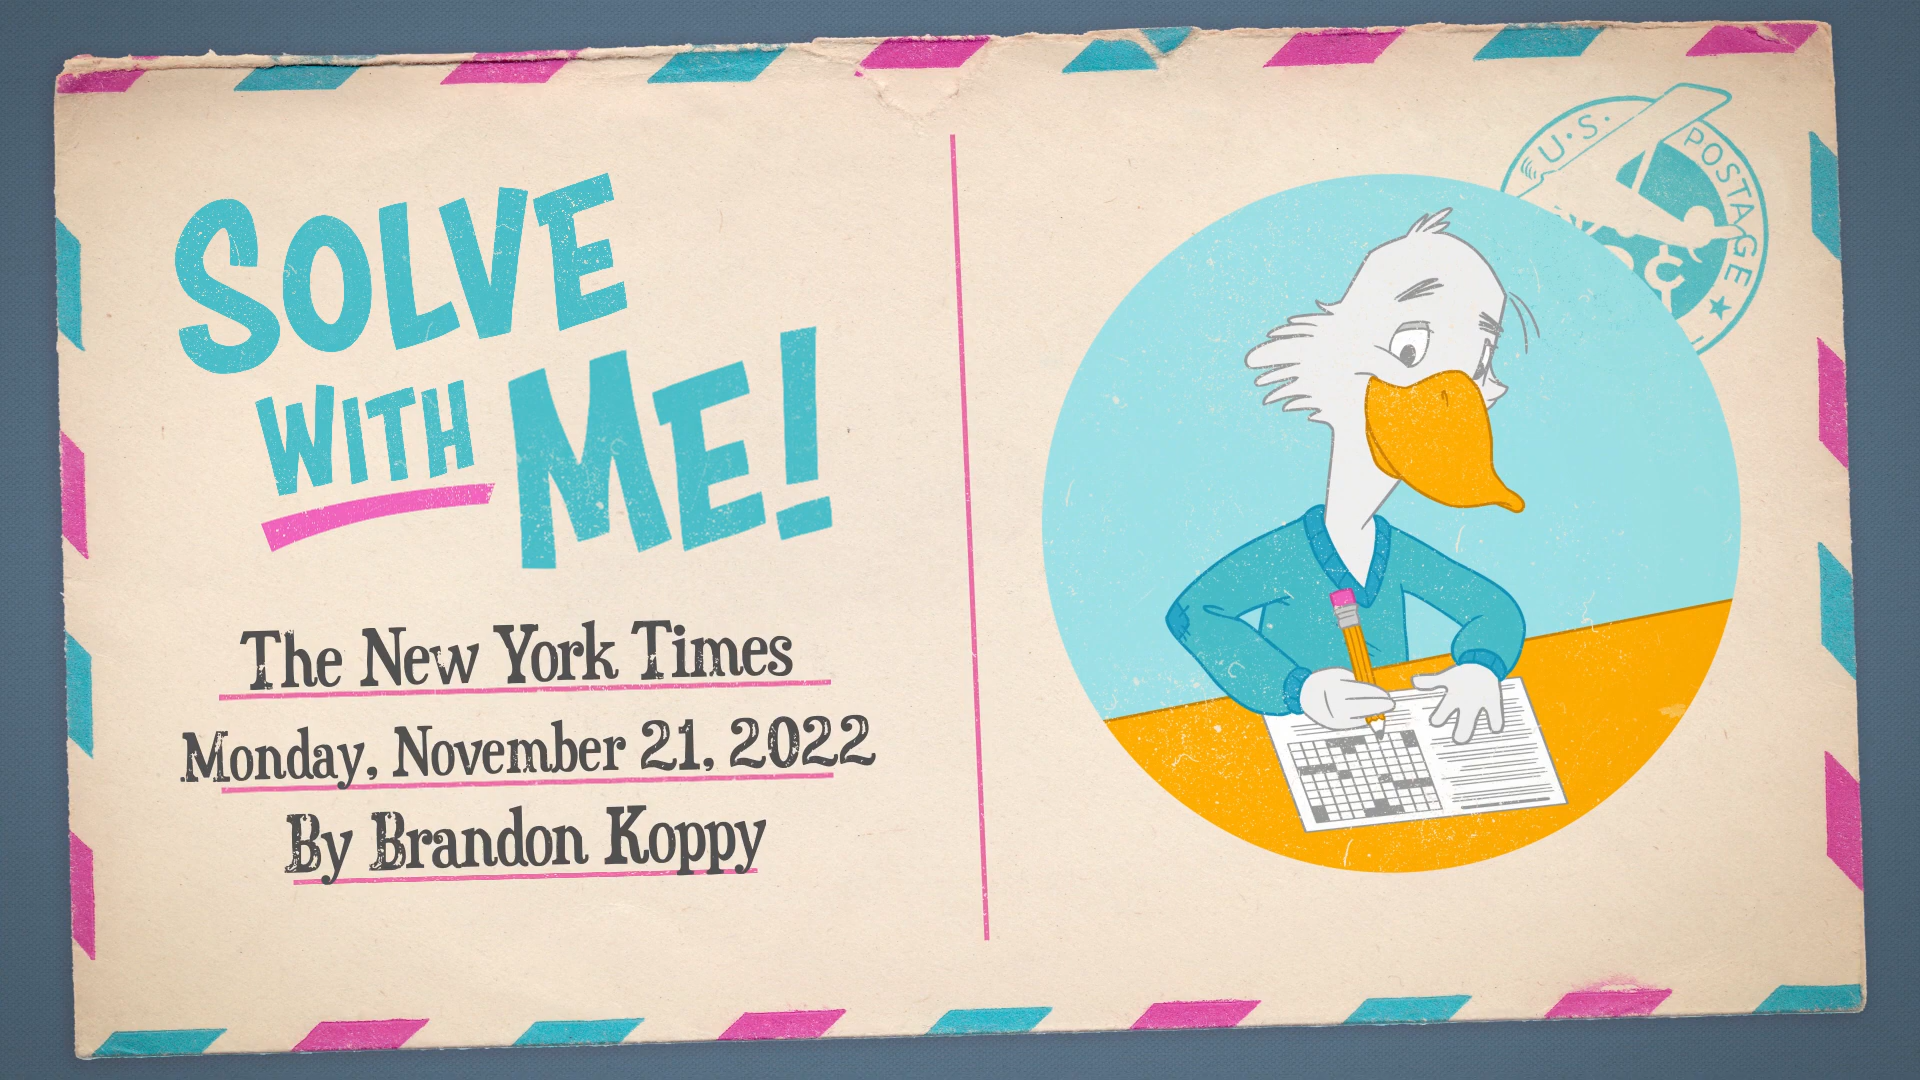 SOLVE
WITH ME!
The New York Times
Monday, November 21, 2022
By Brandon Koppy
U·S· POSTAGE ★